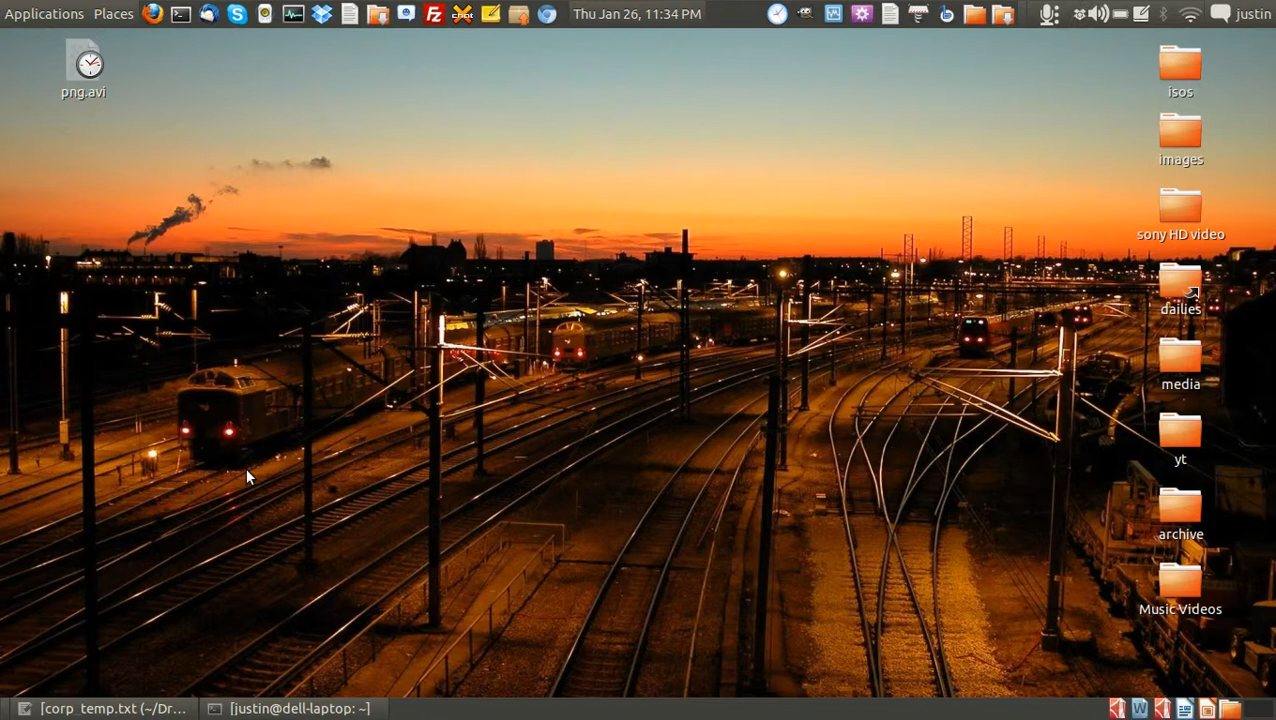 Applications Places Thu Jan 26, 11:34 PM justin
png.avi
isos
images
sony HD video
dailies
media
yt
archive
Music Videos
[corp_temp.txt (~/Dr... [justin@dell-laptop: ~]